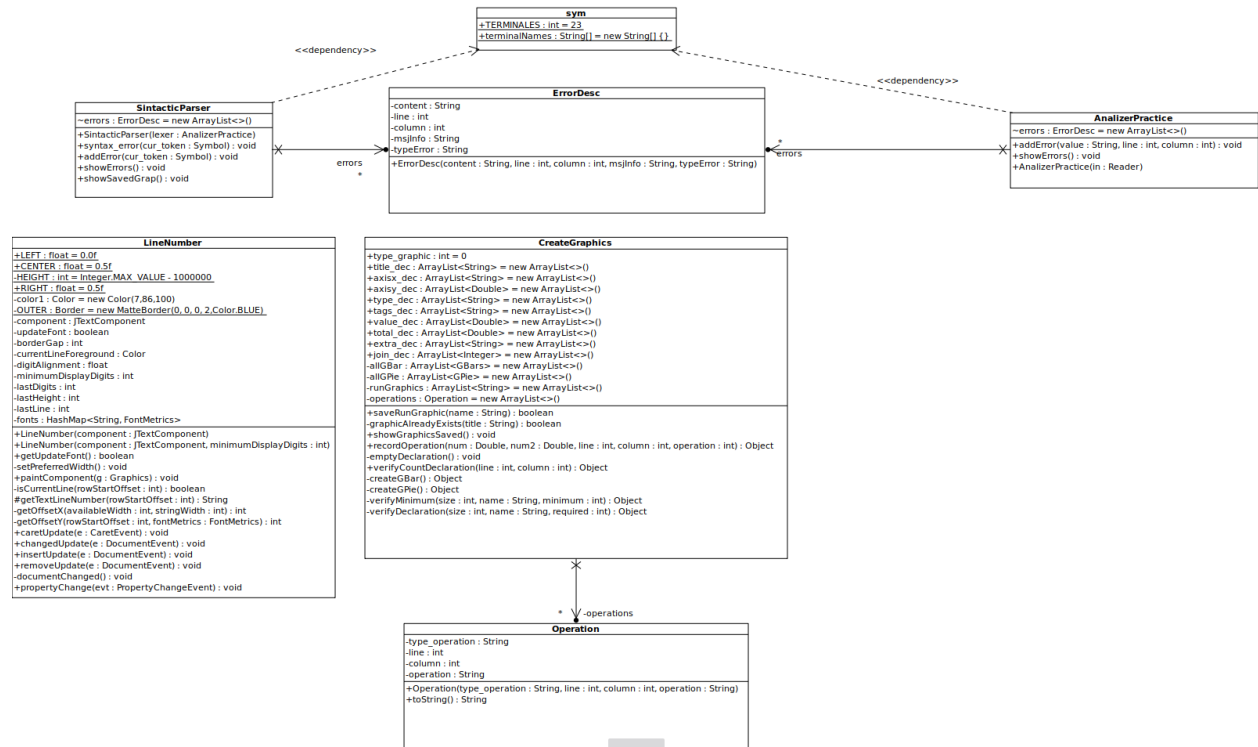 sym
+TERMINALES : int = 23
+terminalNames : String[] = new String[] {}
<<dependency>>
<<dependency>>
SintacticParser
~errors : ErrorDesc = new ArrayList<>()
+SintacticParser(lexer : AnalizerPractice)
+syntax_error(cur_token : Symbol) : void
+addError(cur_token : Symbol) : void
+showErrors() : void
+showSavedGrap() : void
errors
*
ErrorDesc
-content : String
-line : int
-column : int
-msjInfo : String
-typeError : String
+ErrorDesc(content : String, line : int, column : int, msjInfo : String, typeError : String)
*
errors
AnalizerPractice
~errors : ErrorDesc = new ArrayList<>()
+addError(value : String, line : int, column : int) : void
+showErrors() : void
+AnalizerPractice(in : Reader)
LineNumber
+LEFT : float = 0.0f
+CENTER : float = 0.5f
-HEIGHT : int = Integer.MAX_VALUE - 1000000
+RIGHT : float = 0.5f
-color1 : Color = new Color(7,86,100)
-OUTER : Border = new MatteBorder(0, 0, 0, 2,Color.BLUE)
-component : JTextComponent
-updateFont : boolean
-borderGap : int
-currentLineForeground : Color
-digitAlignment : float
-minimumDisplayDigits : int
-lastDigits : int
-lastHeight : int
-lastLine : int
-fonts : HashMap<String, FontMetrics>
+LineNumber(component : JTextComponent)
+LineNumber(component : JTextComponent, minimumDisplayDigits : int)
+getUpdateFont() : boolean
-setPreferredWidth() : void
+paintComponent(g : Graphics) : void
-isCurrentLine(rowStartOffset : int) : boolean
#getTextLineNumber(rowStartOffset : int) : String
-getOffsetX(availableWidth : int, stringWidth : int) : int
-getOffsetY(rowStartOffset : int, fontMetrics : FontMetrics) : int
+caretUpdate(e : CaretEvent) : void
+changedUpdate(e : DocumentEvent) : void
+insertUpdate(e : DocumentEvent) : void
+removeUpdate(e : DocumentEvent) : void
-documentChanged() : void
+propertyChange(evt : PropertyChangeEvent) : void
CreateGraphics
+type_graphic : int = 0
+title_dec : ArrayList<String> = new ArrayList<>()
+axisx_dec : ArrayList<String> = new ArrayList<>()
+axisy_dec : ArrayList<Double> = new ArrayList<>()
+type_dec : ArrayList<String> = new ArrayList<>()
+tags_dec : ArrayList<String> = new ArrayList<>()
+value_dec : ArrayList<Double> = new ArrayList<>()
+total_dec : ArrayList<Double> = new ArrayList<>()
+extra_dec : ArrayList<String> = new ArrayList<>()
+join_dec : ArrayList<Integer> = new ArrayList<>()
-allGBar : ArrayList<GBars> = new ArrayList<>()
-allGPie : ArrayList<GPie> = new ArrayList<>()
-runGraphics : ArrayList<String> = new ArrayList<>()
-operations : Operation = new ArrayList<>()
+saveRunGraphic(name : String) : boolean
-graphicAlreadyExists(title : String) : boolean
+showGraphicsSaved() : void
+recordOperation(num : Double, num2 : Double, line : int, column : int, operation : int) : Object
-emptyDeclaration() : void
+verifyCountDeclaration(line : int, column : int) : Object
-createGBar() : Object
-createGPie() : Object
-verifyMinimum(size : int, name : String, minimum : int) : Object
-verifyDeclaration(size : int, name : String, required : int) : Object
* -operations
Operation
-type_operation : String
-line : int
-column : int
-operation : String
+Operation(type_operation : String, line : int, column : int, operation : String)
+toString() : String